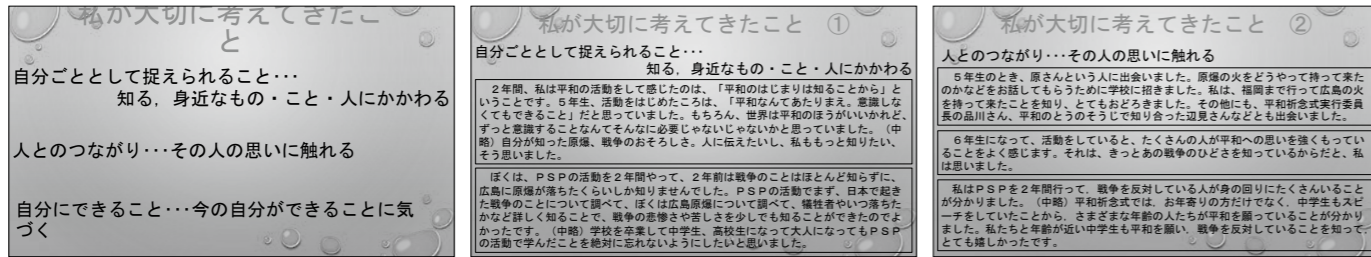 私が大切に考えてきたこ
と
自分ごととして捉えられること･･･
知る，身近なもの・こと・人にかかわる
人とのつながり･･･その人の思いに触れる
自分にできること･･･今の自分ができることに気
づく
私が大切に考えてきたこと　①
自分ごととして捉えられること･･･
知る，身近なもの・こと・人にかかわる
２年間、私は平和の活動をして感じたのは、「平和のはじまりは知ることから」と
いうことです。５年生、活動をはじめたころは、「平和なんてあたりまえ。意識しな
くてもできること」だと思っていました。もちろん、世界は平和のほうがいいかれど、
ずっと意識することなんてそんなに必要じゃないじゃないかと思っていました。（中
略）自分が知った原爆、戦争のおそろしさ。人に伝えたいし、私ももっと知りたい、
そう思いました。
ぼくは、ＰＳＰの活動を２年間やって、２年前は戦争のことはほとんど知らずに、
広島に原爆が落ちたくらいしか知りませんでした。ＰＳＰの活動でまず、日本で起き
た戦争のことについて調べて、ぼくは広島原爆について調べて、犠牲者やいつ落ちた
かなど詳しく知ることで、戦争の悲惨さや苦しさを少しでも知ることができたのでよ
かったです。（中略）学校を卒業して中学生、高校生になって大人になってもＰＳＰ
の活動で学んだことを絶対に忘れないようにしたいと思いました。
私が大切に考えてきたこと　②
人とのつながり･･･その人の思いに触れる
５年生のとき、原さんという人に出会いました。原爆の火をどうやって持って来た
のかなどをお話してもらうために学校に招きました。私は、福岡まで行って広島の火
を持って来たことを知り、とてもおどろきました。その他にも、平和祈念式実行委員
長の品川さん、平和のとうのそうじで知り合った辺見さんなどとも出会いました。
６年生になって、活動をしていると、たくさんの人が平和への思いを強くもってい
ることをよく感じます。それは、きっとあの戦争のひどさを知っているからだと、私
は思いました。
私はＰＳＰを２年間行って，戦争を反対している人が身の回りにたくさんいること
が分かりました。（中略）平和祈念式では，お年寄りの方だけでなく，中学生もスピ
ーチをしていたことから，さまざまな年齢の人たちが平和を願っていることが分かり
ました。私たちと年齢が近い中学生も平和を願い，戦争を反対していることを知って，
とても嬉しかったです。